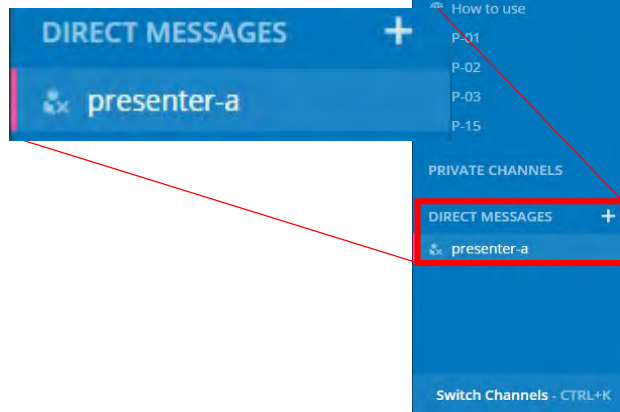 DIRECT MESSAGES +
presenter-a
How to use
P-01
P-02
P-03
P-15
PRIVATE CHANNELS
DIRECT MESSAGES +
presenter-a
Switch Channels - CTRL+K